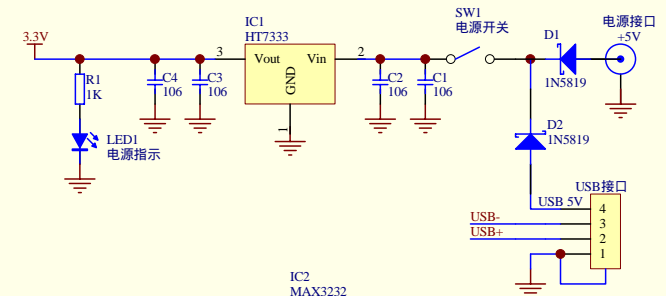 SW1
电源开关
电源接口
+5V
IC1
HT7333
D1
3.3V
3
Vout
Vin
2
GND
1
1N5819
R1
1K
C4
106
C3
106
C2
106
C1
106
LED1
电源指示
D2
1N5819
USB接口
USB 5V
4
USB-
3
USB+
2
1
IC2
MAX3232